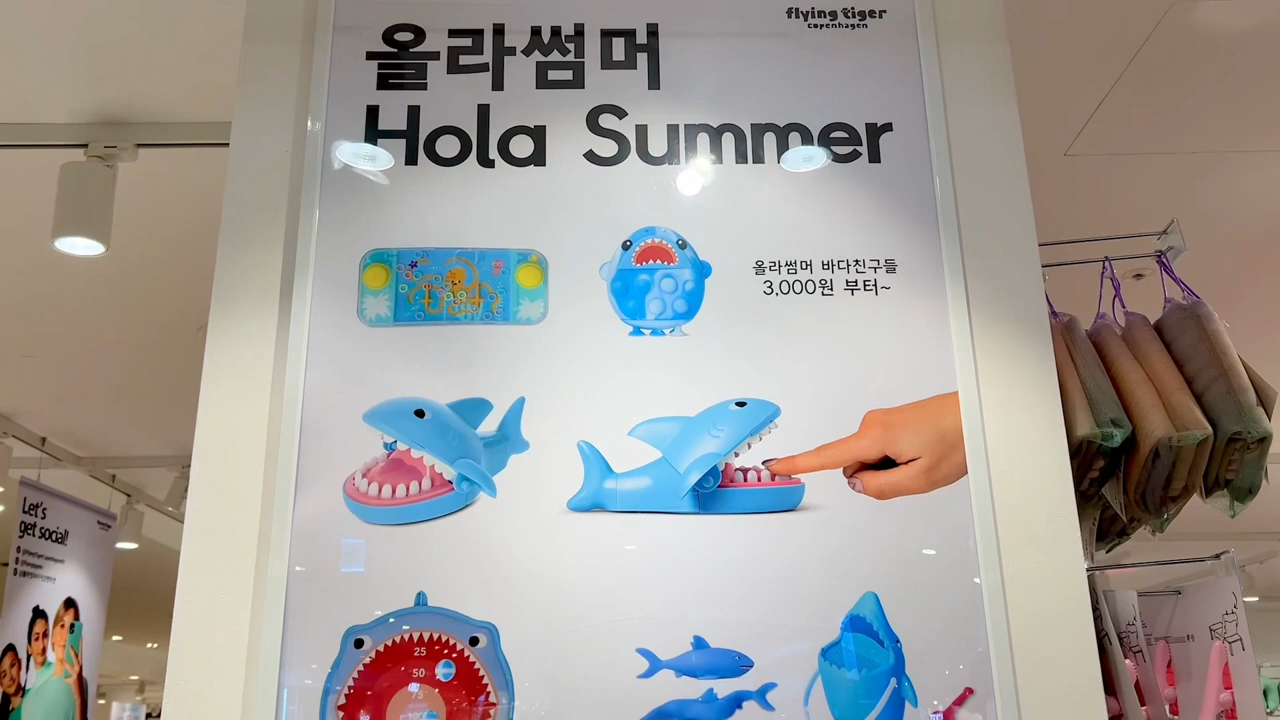 flying tiger
copenhagen
올라썸머
Hola Summer
올라썸머 바다친구들
3,000원 부터~
25
50
75
Let's
get social!